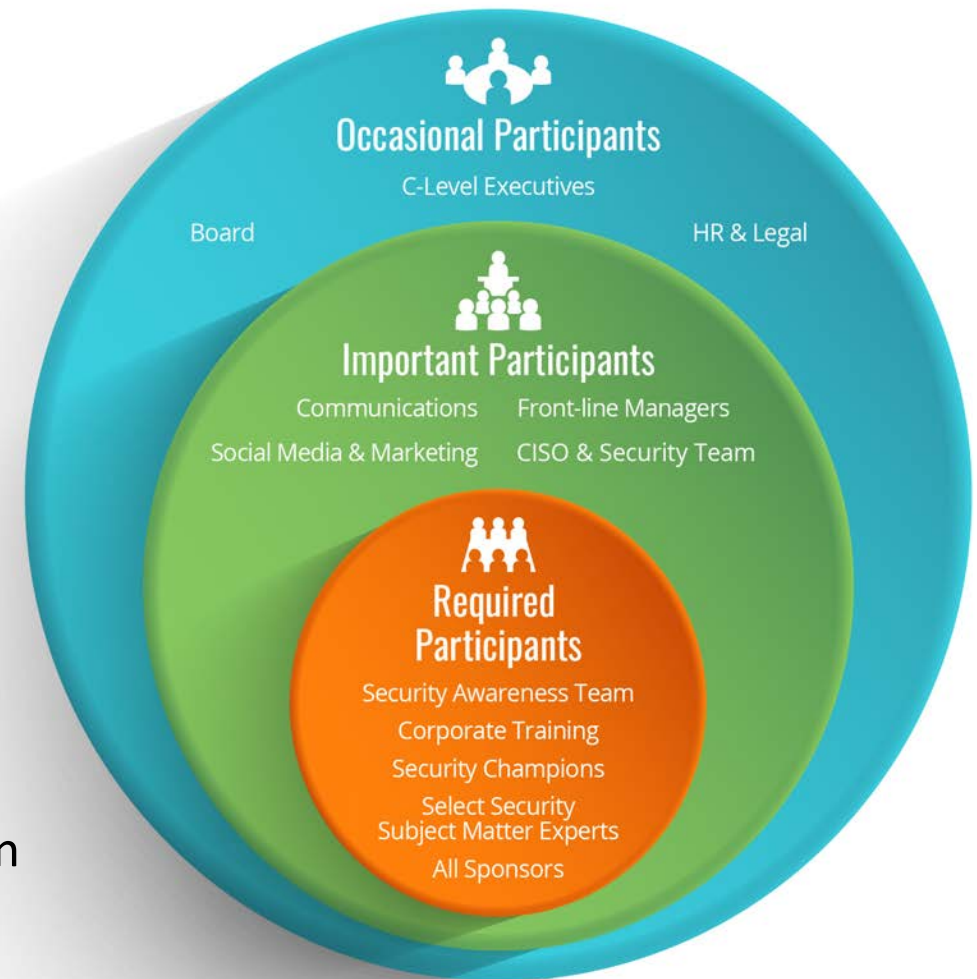 Occasional Participants
C-Level Executives
Board
HR & Legal
Important Participants
Communications
Front-line Managers
Social Media & Marketing
CISO & Security Team
Required
Participants
Security Awareness Team
Corporate Training
Security Champions
Select Security
Subject Matter Experts
All Sponsors